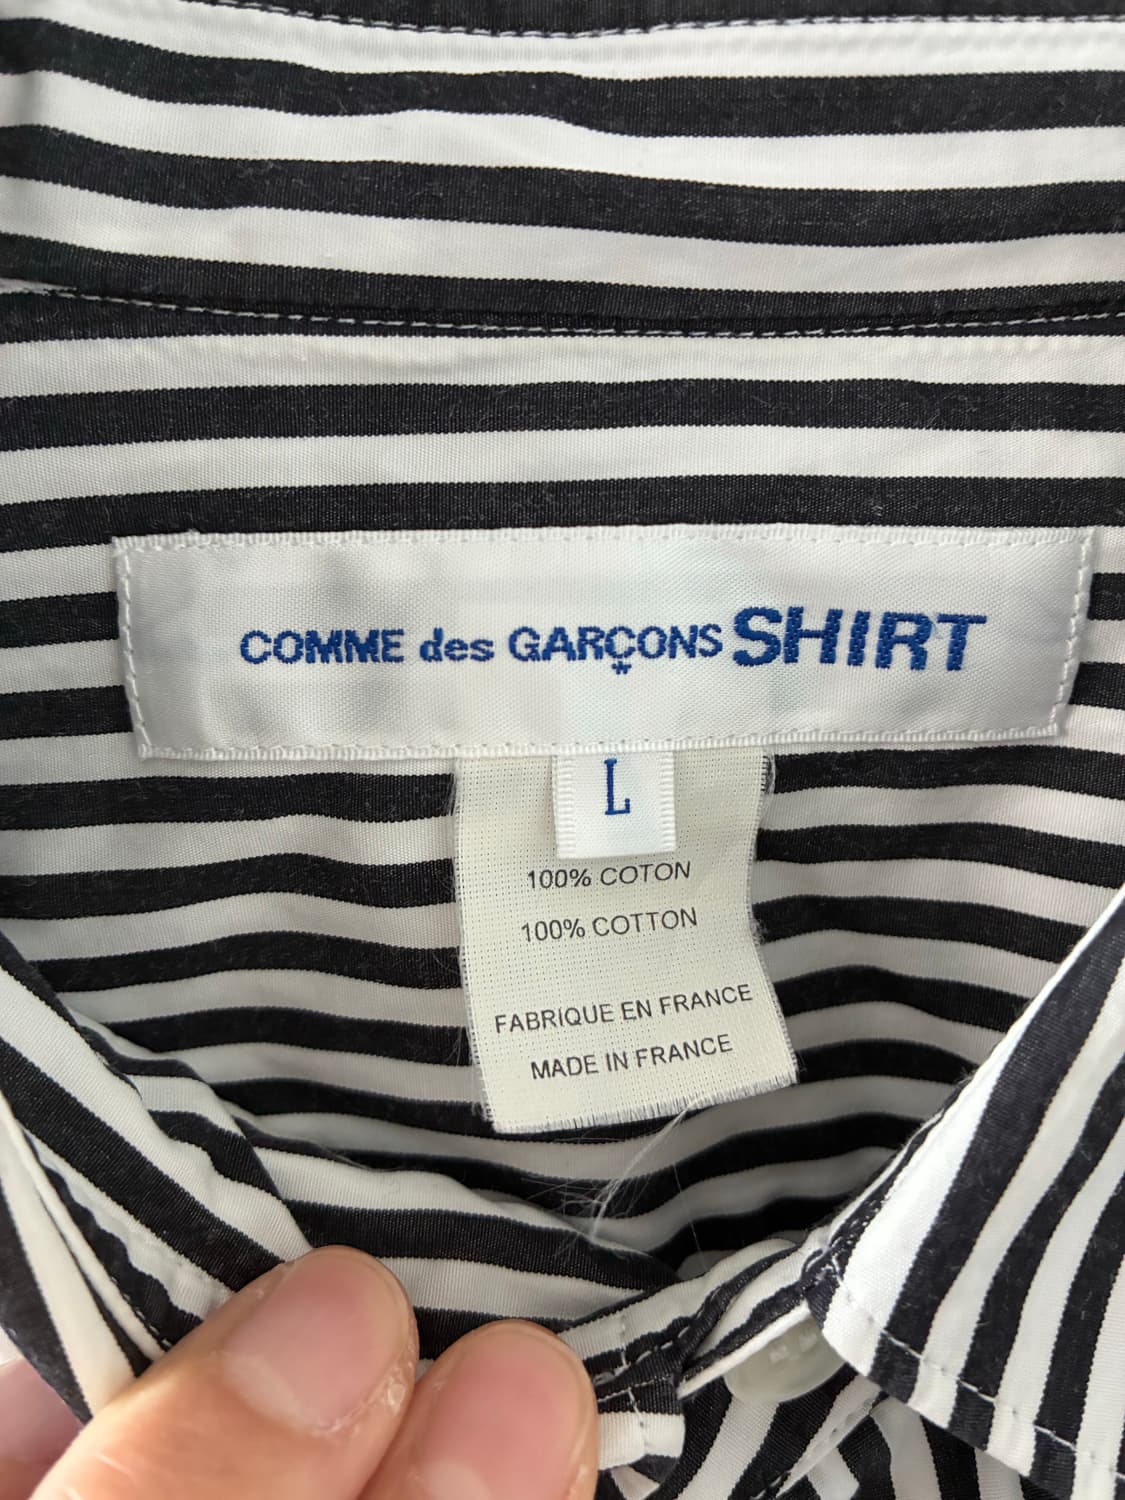 COMME des GARÇONS SHIRT
L
100% COTON
100% COTTON
FABRIQUE EN FRANCE
MADE IN FRANCE